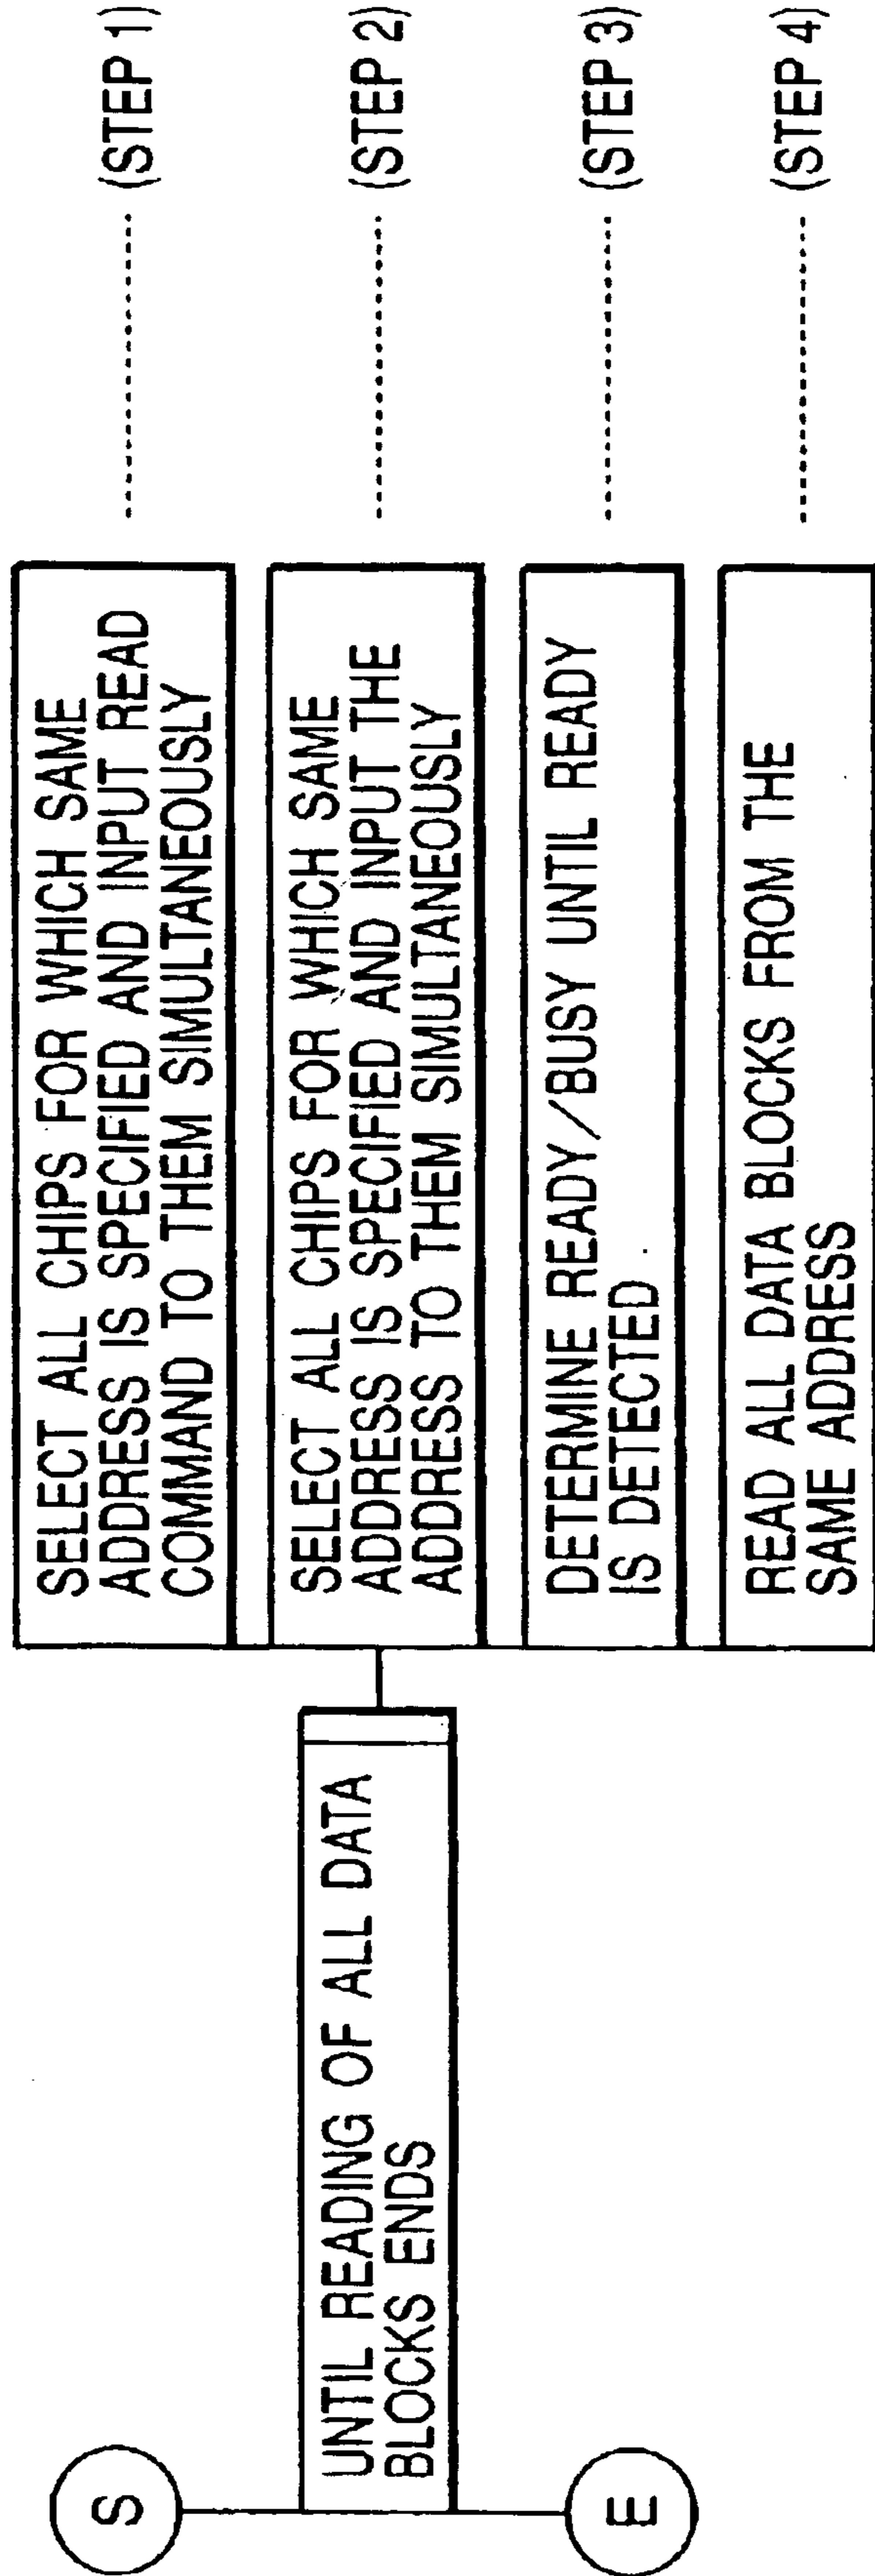 S
UNTIL READING OF ALL DATA
BLOCKS ENDS
E
SELECT ALL CHIPS FOR WHICH SAME
ADDRESS IS SPECIFIED AND INPUT READ
COMMAND TO THEM SIMULTANEOUSLY
(STEP 1)
SELECT ALL CHIPS FOR WHICH SAME
ADDRESS IS SPECIFIED AND INPUT THE
ADDRESS TO THEM SIMULTANEOUSLY
(STEP 2)
DETERMINE READY/BUSY UNTIL READY
IS DETECTED
(STEP 3)
READ ALL DATA BLOCKS FROM THE
SAME ADDRESS
(STEP 4)